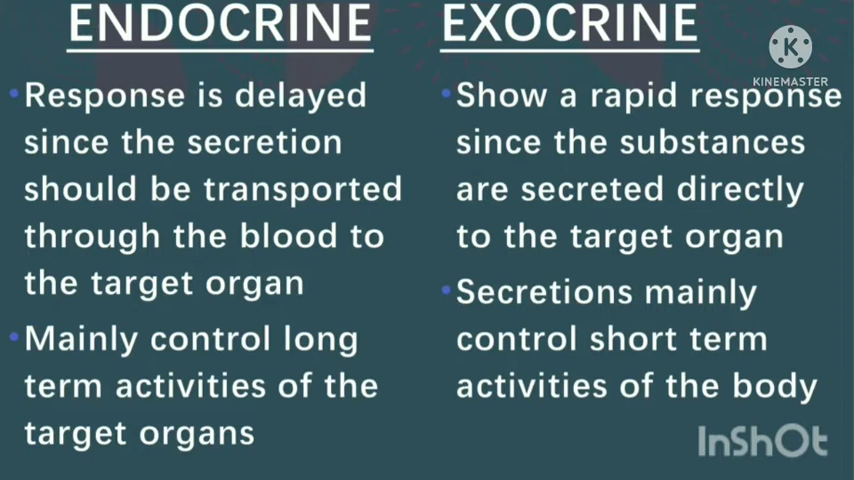 ENDOCRINE
• Response is delayed
since the secretion
should be transported
through the blood to
the target organ
• Mainly control long
term activities of the
target organs
EXOCRINE
• Show a rapid response
since the substances
are secreted directly
to the target organ
• Secretions mainly
control short term
activities of the body
K
KINEMASTER
InShOt